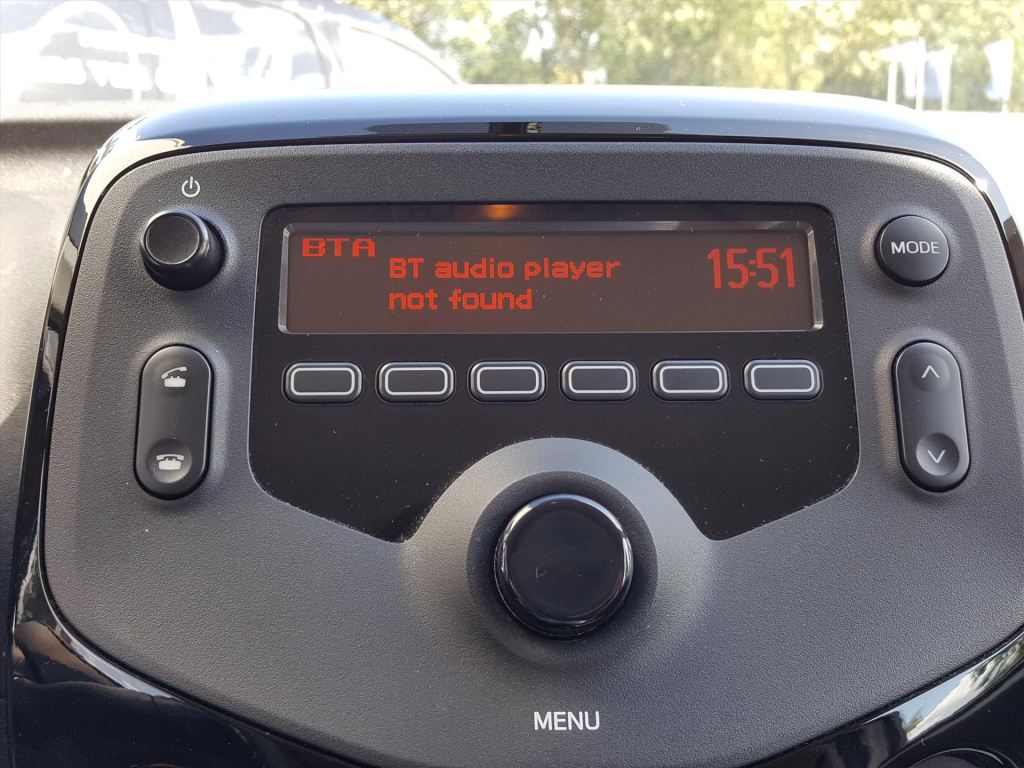 BTA
BT audio player
not found
15:51
MODE
MENU